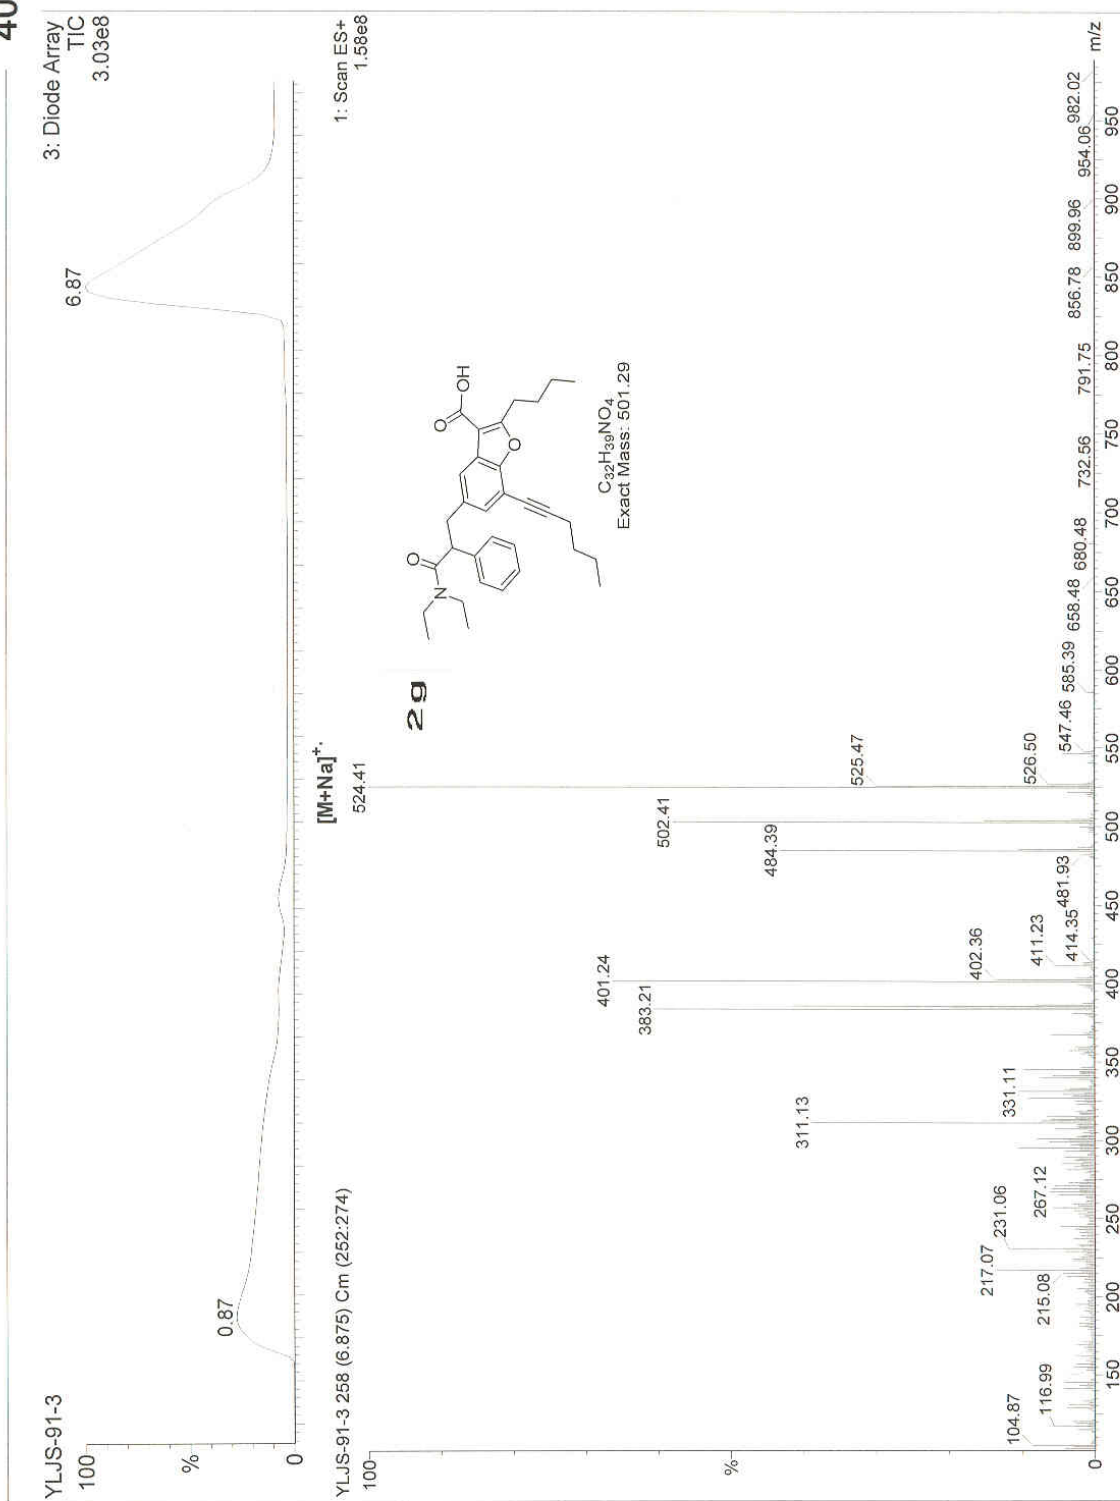 40
YLJS-91-3
3: Diode Array
TIC
3.03e8
100
%
0
0.87
6.87
YLJS-91-3 258 (6.875) Cm (252:274)
1: Scan ES+
1.58e8
100
%
0
[M+Na]+.
524.41
2g
O
OH
O
O
N
C32H39NO4
Exact Mass: 501.29
104.87
116.99
215.08
217.07
231.06
267.12
311.13
331.11
383.21
401.24
402.36
411.23
414.35
481.93
484.39
502.41
525.47
526.50
547.46
585.39
658.48
680.48
732.56
791.75
856.78
899.96
954.06
982.02
m/z
150 200 250 300 350 400 450 500 550 600 650 700 750 800 850 900 950